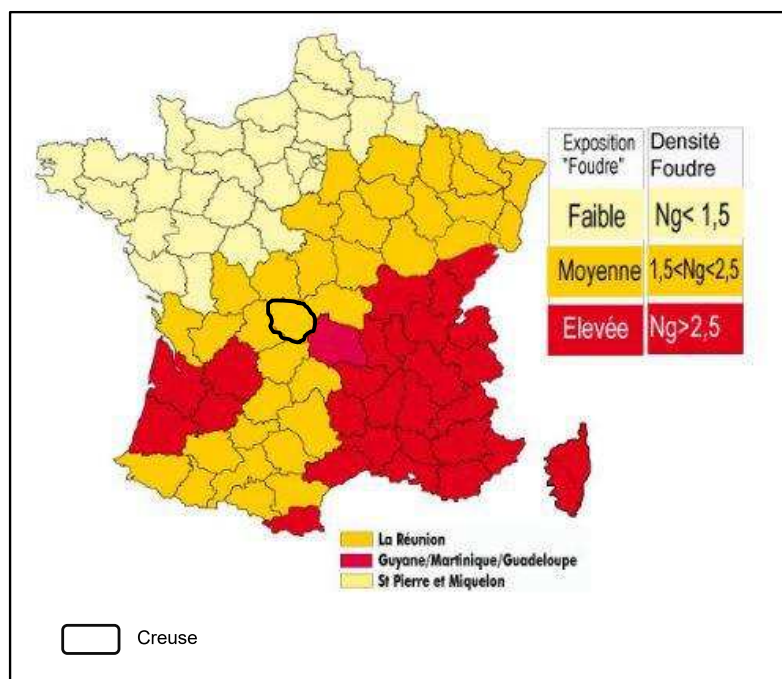 Exposition "Foudre"
Densité Foudre
Faible
Ng< 1,5
Moyenne
1,5<Ng<2,5
Elevée
Ng>2,5
La Réunion
Guyane/Martinique/Guadeloupe
St Pierre et Miquelon
Creuse